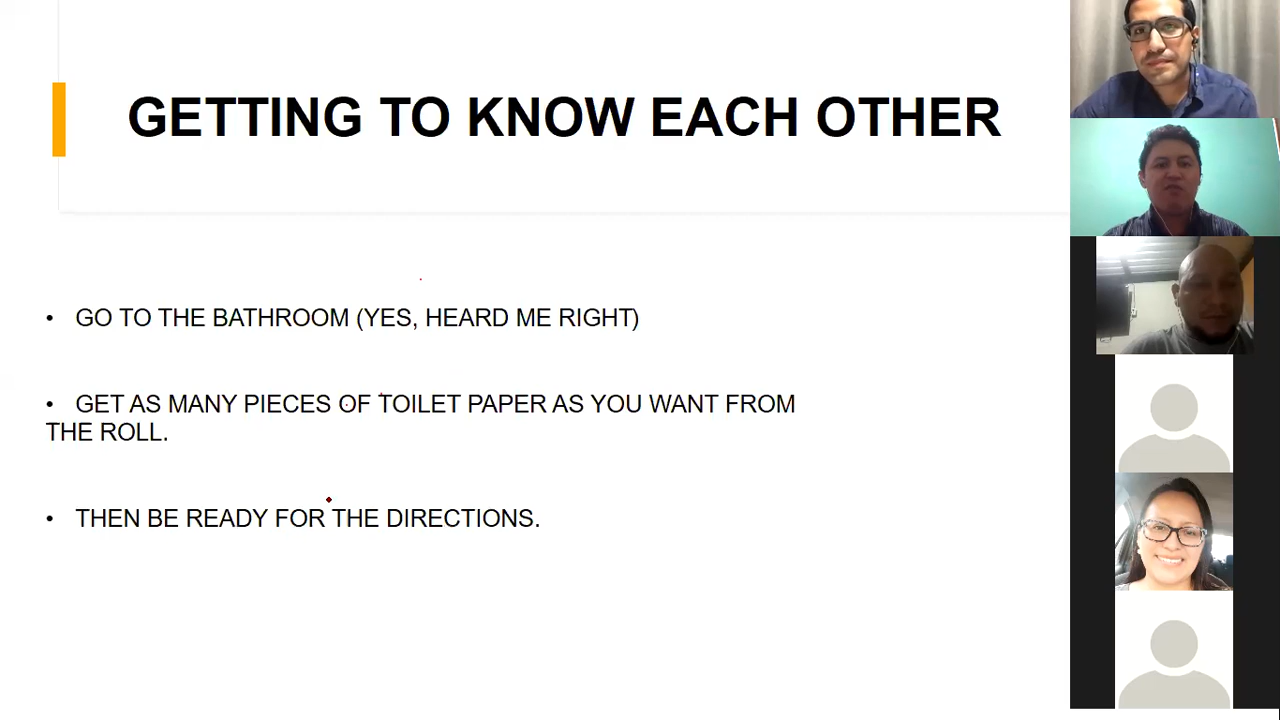 GETTING TO KNOW EACH OTHER
• GO TO THE BATHROOM (YES, HEARD ME RIGHT)
• GET AS MANY PIECES OF TOILET PAPER AS YOU WANT FROM
THE ROLL.
• THEN BE READY FOR THE DIRECTIONS.